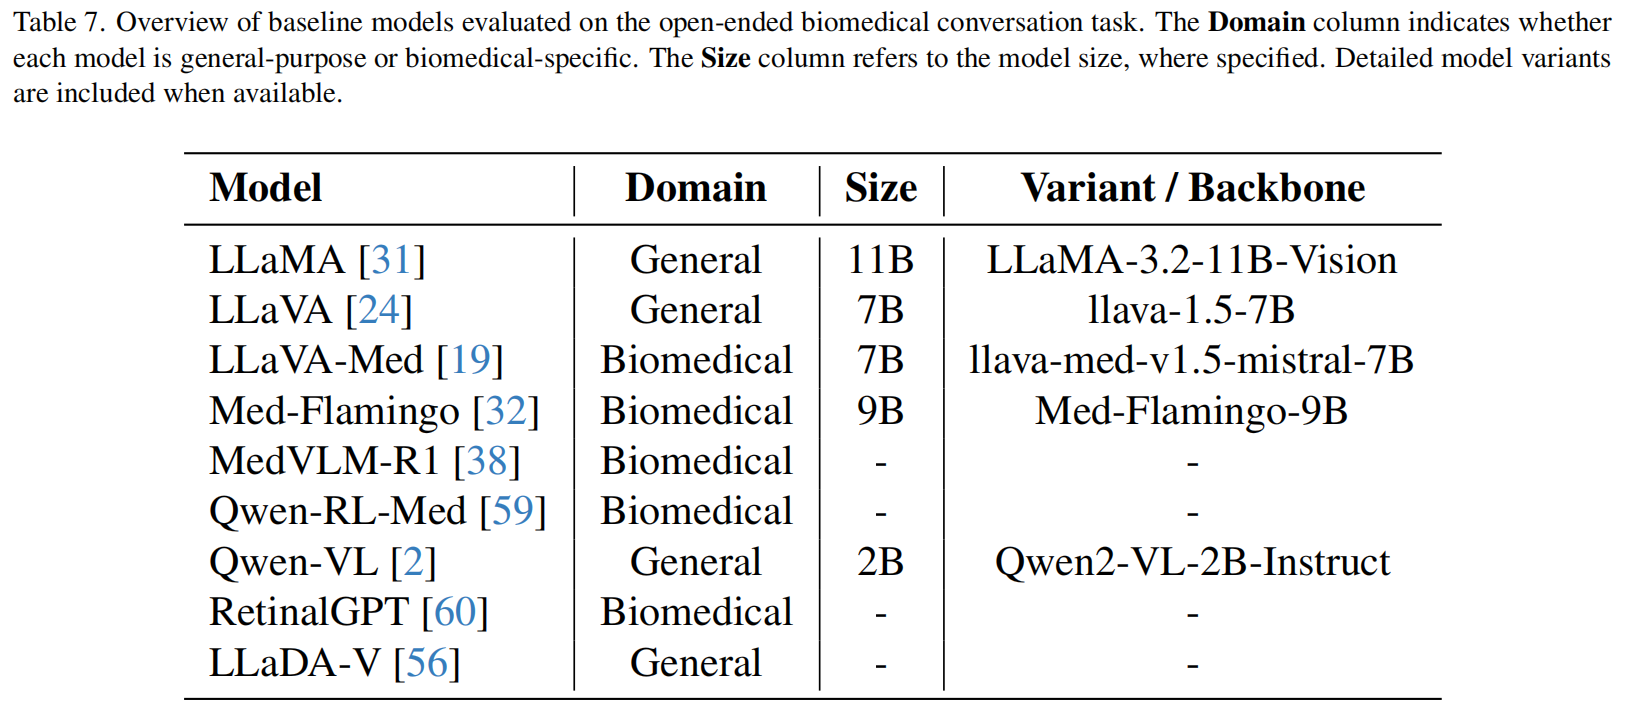 Table 7. Overview of baseline models evaluated on the open-ended biomedical conversation task. The Domain column indicates whether
each model is general-purpose or biomedical-specific. The Size column refers to the model size, where specified. Detailed model variants
are included when available.
Model Domain Size Variant / Backbone
LLaMA [31] General 11B LLaMA-3.2-11B-Vision
LLaVA [24] General 7B llava-1.5-7B
LLaVA-Med [19] Biomedical 7B llava-med-v1.5-mistral-7B
Med-Flamingo [32] Biomedical 9B Med-Flamingo-9B
MedVLM-R1 [38] Biomedical - -
Qwen-RL-Med [59] Biomedical - -
Qwen-VL [2] General 2B Qwen2-VL-2B-Instruct
RetinalGPT [60] Biomedical - -
LLaDA-V [56] General - -